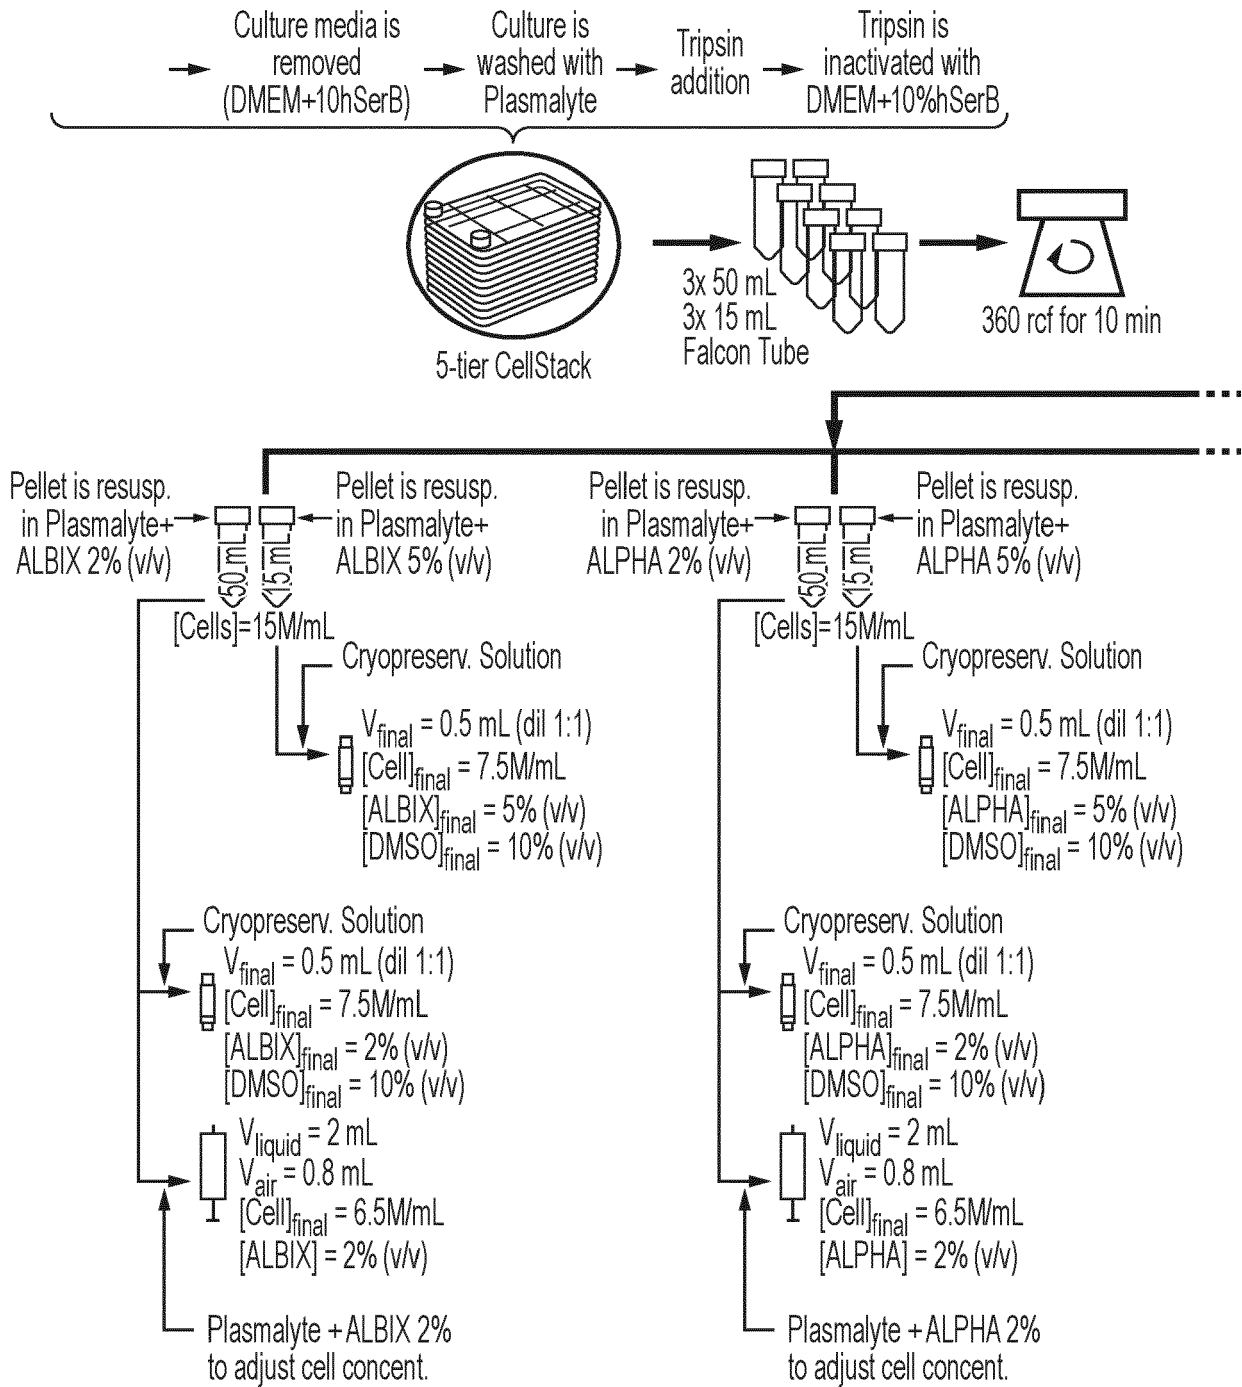 Culture media is
removed
(DMEM+10hSerB)
Culture is
washed with
Plasmalyte
Tripsin
addition
Tripsin is
inactivated with
DMEM+10%hSerB
5-tier CellStack
3x 50 mL
3x 15 mL
Falcon Tube
360 rcf for 10 min
Pellet is resusp.
in Plasmalyte+
ALBIX 2% (v/v)
50 mL
15 mL
Pellet is resusp.
in Plasmalyte+
ALBIX 5% (v/v)
[Cells]=15M/mL
Cryopreserv. Solution
Vfinal = 0.5 mL (dil 1:1)
[Cell]final = 7.5M/mL
[ALBIX]final = 5% (v/v)
[DMSO]final = 10% (v/v)
Cryopreserv. Solution
Vfinal = 0.5 mL (dil 1:1)
[Cell]final = 7.5M/mL
[ALBIX]final = 2% (v/v)
[DMSO]final = 10% (v/v)
Vliquid = 2 mL
Vair = 0.8 mL
[Cell]final = 6.5M/mL
[ALBIX] = 2% (v/v)
Plasmalyte + ALBIX 2%
to adjust cell concent.
Pellet is resusp.
in Plasmalyte+
ALPHA 2% (v/v)
50 mL
15 mL
Pellet is resusp.
in Plasmalyte+
ALPHA 5% (v/v)
[Cells]=15M/mL
Cryopreserv. Solution
Vfinal = 0.5 mL (dil 1:1)
[Cell]final = 7.5M/mL
[ALPHA]final = 5% (v/v)
[DMSO]final = 10% (v/v)
Cryopreserv. Solution
Vfinal = 0.5 mL (dil 1:1)
[Cell]final = 7.5M/mL
[ALPHA]final = 2% (v/v)
[DMSO]final = 10% (v/v)
Vliquid = 2 mL
Vair = 0.8 mL
[Cell]final = 6.5M/mL
[ALPHA] = 2% (v/v)
Plasmalyte + ALPHA 2%
to adjust cell concent.